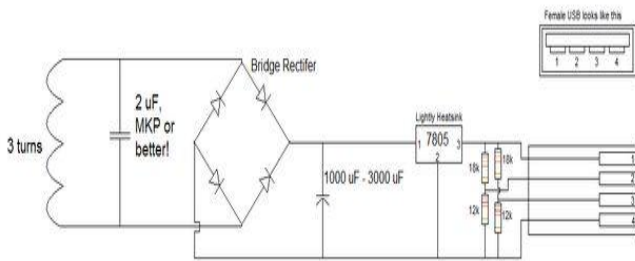 Female USB looks like this
1 2 3 4
Bridge Rectifer
2 uF,
MKP or
better!
3 turns
Lightly Heatsink
1 7805 3
2
1000 uF - 3000 uF
18k
18k
12k
12k
1
2
3
4